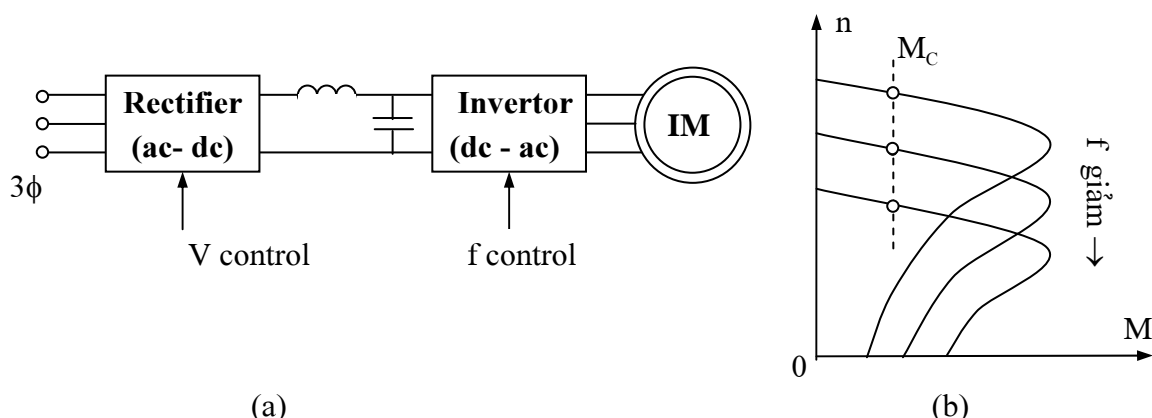 Rectifier
(ac- dc)
Invertor
(dc - ac)
IM
3ϕ
V control
f control
(a)
n
M_C
f giảm →
M
0
(b)